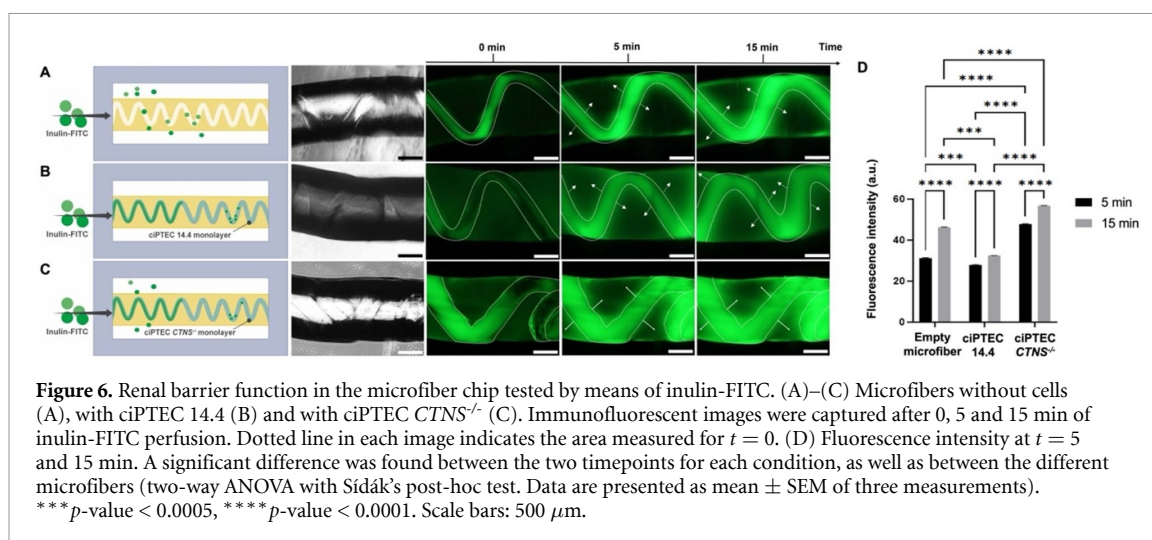 0 min
5 min
15 min
Time
A
Inulin-FITC
B
Inulin-FITC
ciPTEC 14.4 monolayer
C
Inulin-FITC
ciPTEC CTNS-/- monolayer
D
****
****
****
***
***
****
****
****
****
Fluorescence intensity (a.u.)
60
40
20
0
5 min
15 min
Empty
microfiber
ciPTEC
14.4
ciPTEC
CTNS-/-
Figure 6. Renal barrier function in the microfiber chip tested by means of inulin-FITC. (A)–(C) Microfibers without cells
(A), with ciPTEC 14.4 (B) and with ciPTEC CTNS-/- (C). Immunofluorescent images were captured after 0, 5 and 15 min of
inulin-FITC perfusion. Dotted line in each image indicates the area measured for t = 0. (D) Fluorescence intensity at t = 5
and 15 min. A significant difference was found between the two timepoints for each condition, as well as between the different
microfibers (two-way ANOVA with Sídák's post-hoc test. Data are presented as mean ± SEM of three measurements).
***p-value < 0.0005, ****p-value < 0.0001. Scale bars: 500 μm.